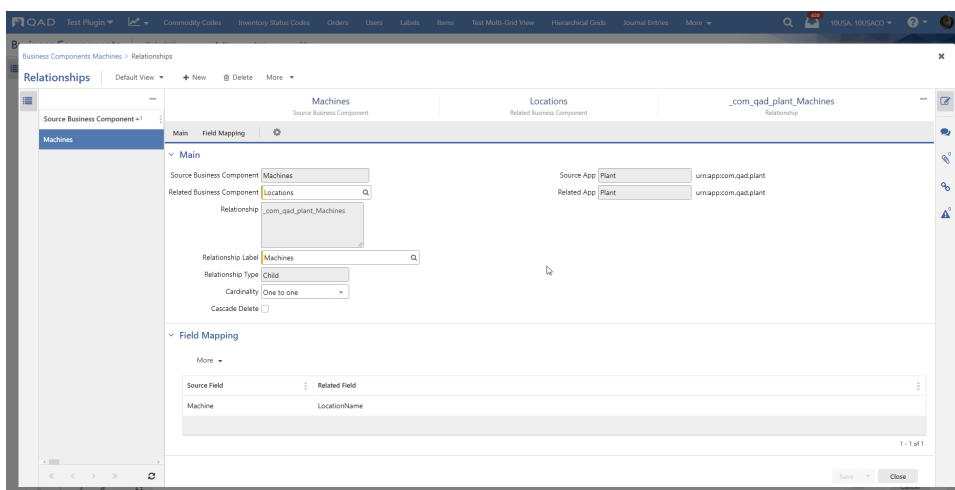 QAD Test Plugin Commodity Codes Inventory Status Codes Orders Users Labels Items Test Multi-Grid View Hierarchical Grids Journal Entries More 10USA, 10USACO
Business Components Machines > Relationships
Relationships Default View + New Delete More
Machines Locations _com_qad_plant_Machines
Source Business Component Related Business Component Relationship
Source Business Component
Machines
Main Field Mapping
Main
Source Business Component Machines Source App Plant urn:app:com.qad.plant
Related Business Component Locations Related App Plant urn:app:com.qad.plant
Relationship _com_qad_plant_Machines
Relationship Label Machines
Relationship Type Child
Cardinality One to one
Cascade Delete
Field Mapping
More
Source Field Related Field
Machine LocationName
1 - 1 of 1
Save Close